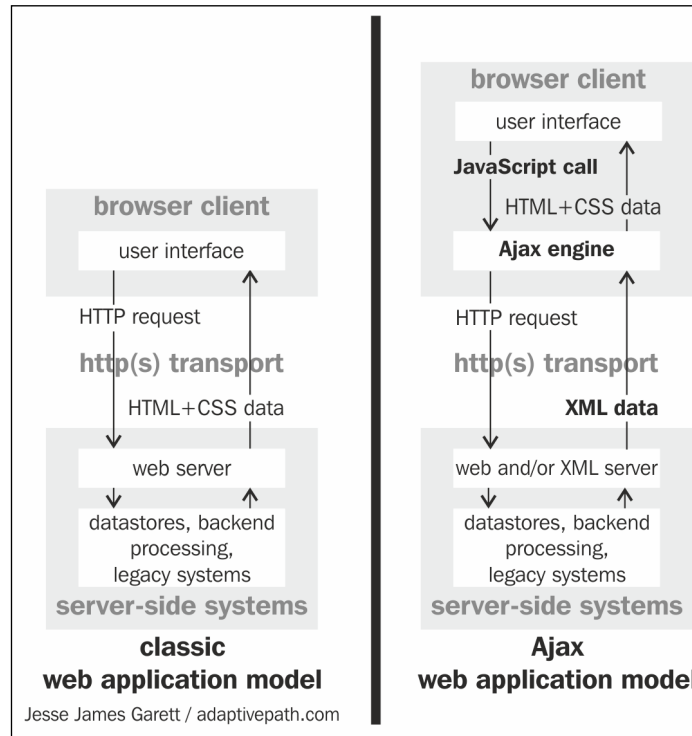 browser client
user interface
HTTP request
http(s) transport
HTML+CSS data
web server
datastores, backend
processing,
legacy systems
server-side systems
classic
web application model
Jesse James Garett / adaptivepath.com
browser client
user interface
JavaScript call
HTML+CSS data
Ajax engine
HTTP request
http(s) transport
XML data
web and/or XML server
datastores, backend
processing,
legacy systems
server-side systems
Ajax
web application model